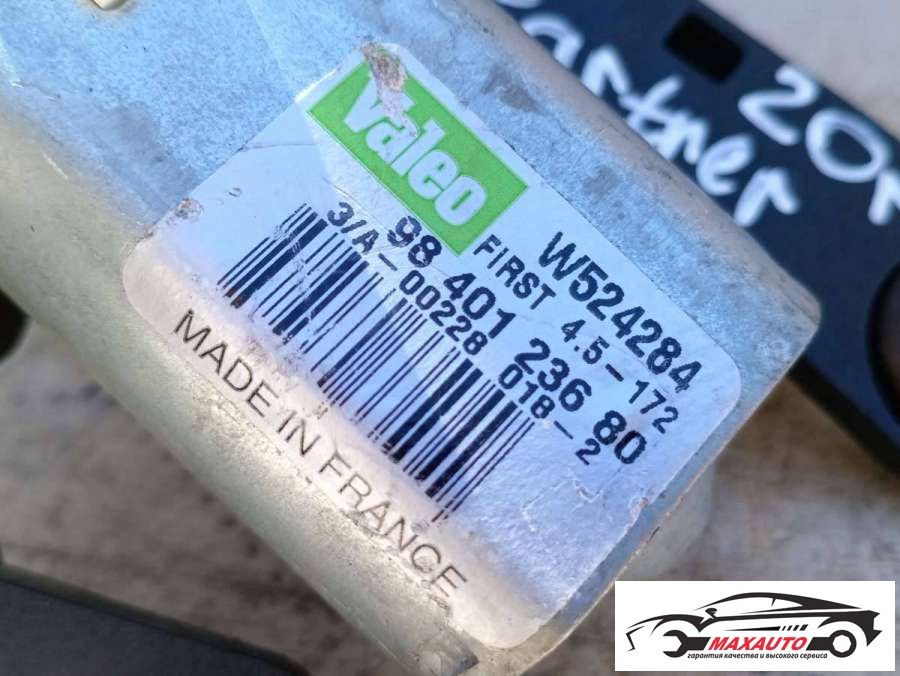 Valeo
W524284
FIRST 4.5-172
98 401 236 80
3/A-00228 018-2
MADE IN FRANCE
Partner
MAXAUTO
гарантия качества и высокого сервиса